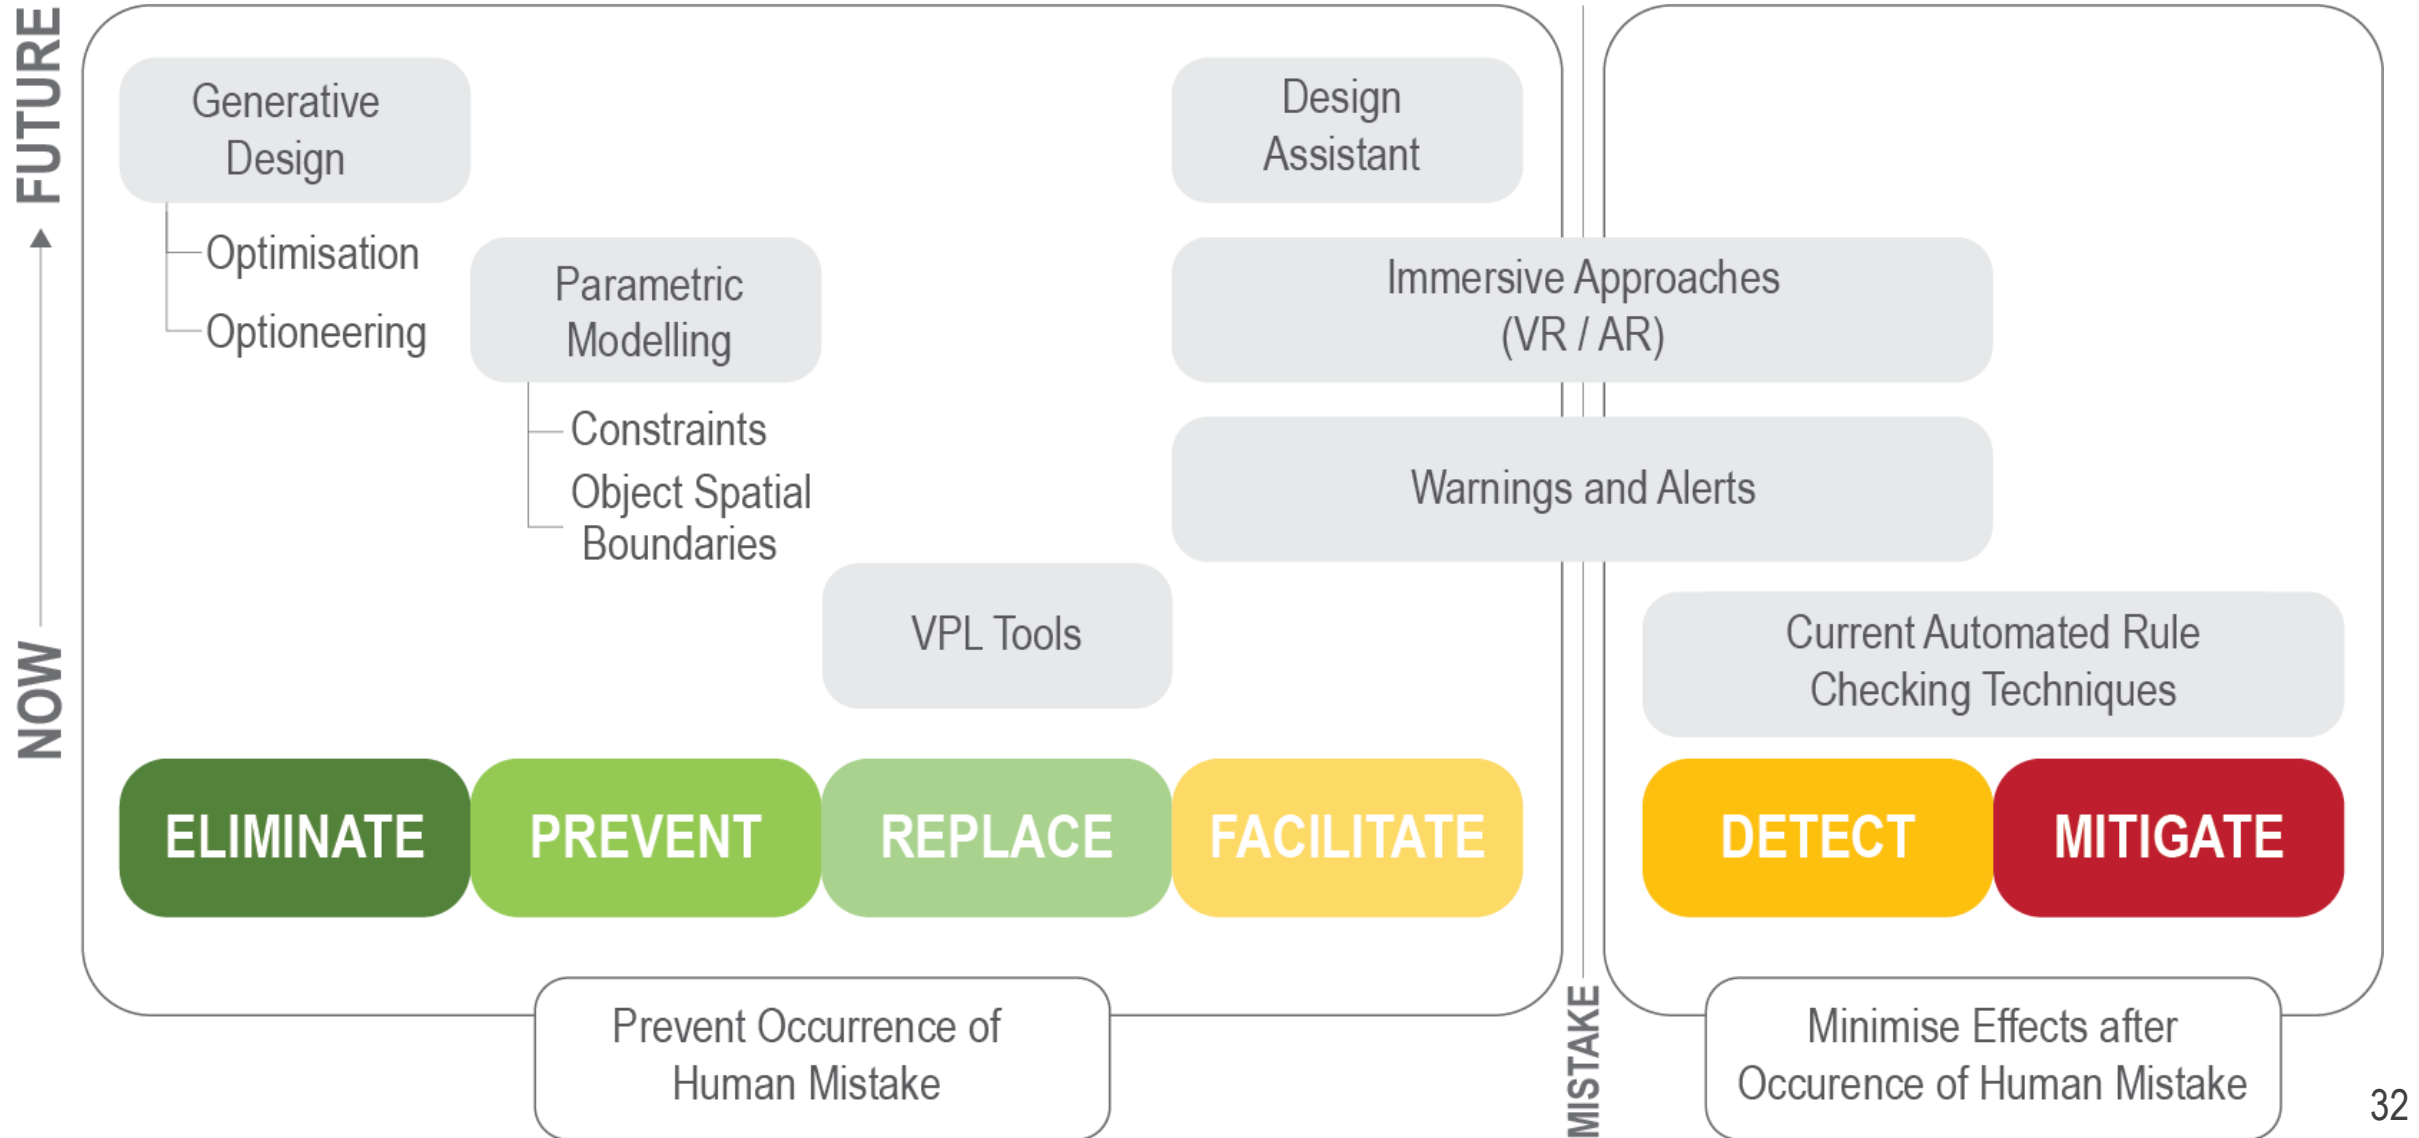 FUTURE
NOW
Generative
Design
Optimisation
Optioneering
Parametric
Modelling
Constraints
Object Spatial
Boundaries
VPL Tools
Design
Assistant
Immersive Approaches
(VR / AR)
Warnings and Alerts
Current Automated Rule
Checking Techniques
ELIMINATE
PREVENT
REPLACE
FACILITATE
DETECT
MITIGATE
Prevent Occurrence of
Human Mistake
MISTAKE
Minimise Effects after
Occurence of Human Mistake
32